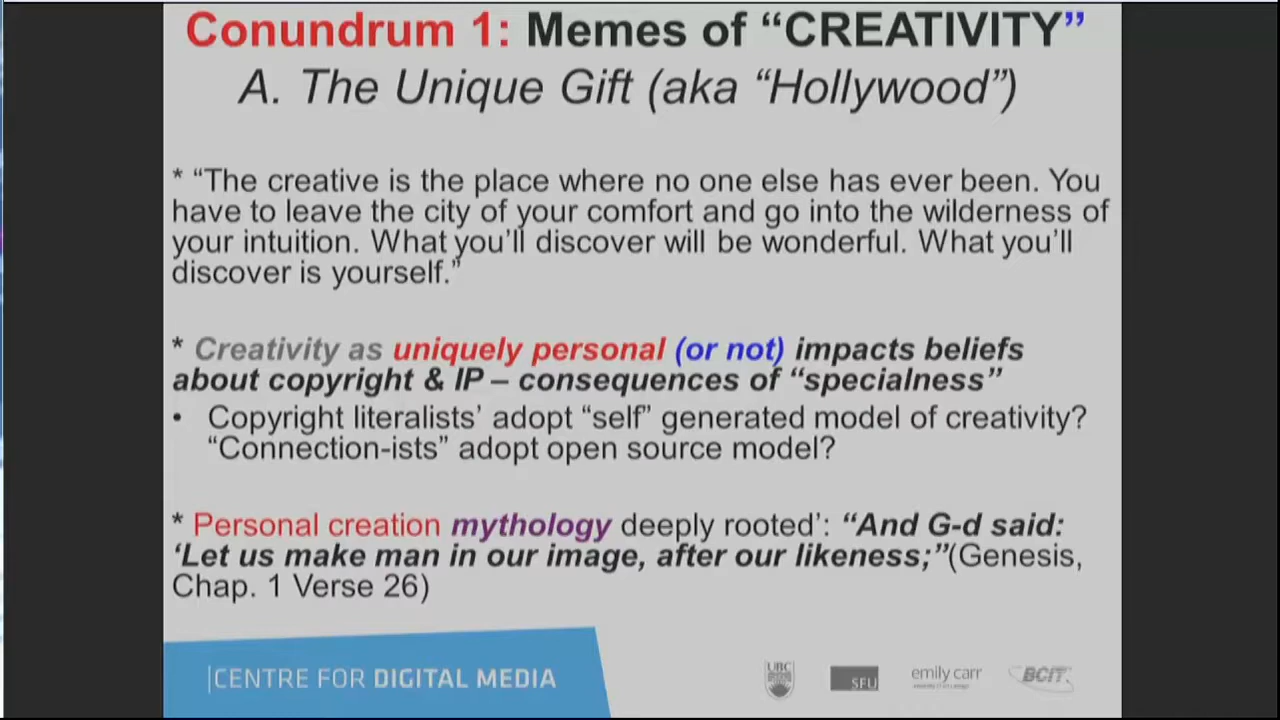 Conundrum 1: Memes of “CREATIVITY”
A. The Unique Gift (aka “Hollywood”)
* “The creative is the place where no one else has ever been. You
have to leave the city of your comfort and go into the wilderness of
your intuition. What you’ll discover will be wonderful. What you’ll
discover is yourself.”
* Creativity as uniquely personal (or not) impacts beliefs
about copyright & IP – consequences of “specialness”
• Copyright literalists’ adopt “self” generated model of creativity?
“Connection-ists” adopt open source model?
* Personal creation mythology deeply rooted’: “And G-d said:
‘Let us make man in our image, after our likeness;”(Genesis,
Chap. 1 Verse 26)
CENTRE FOR DIGITAL MEDIA
UBC
SFU
emily carr
BCIT